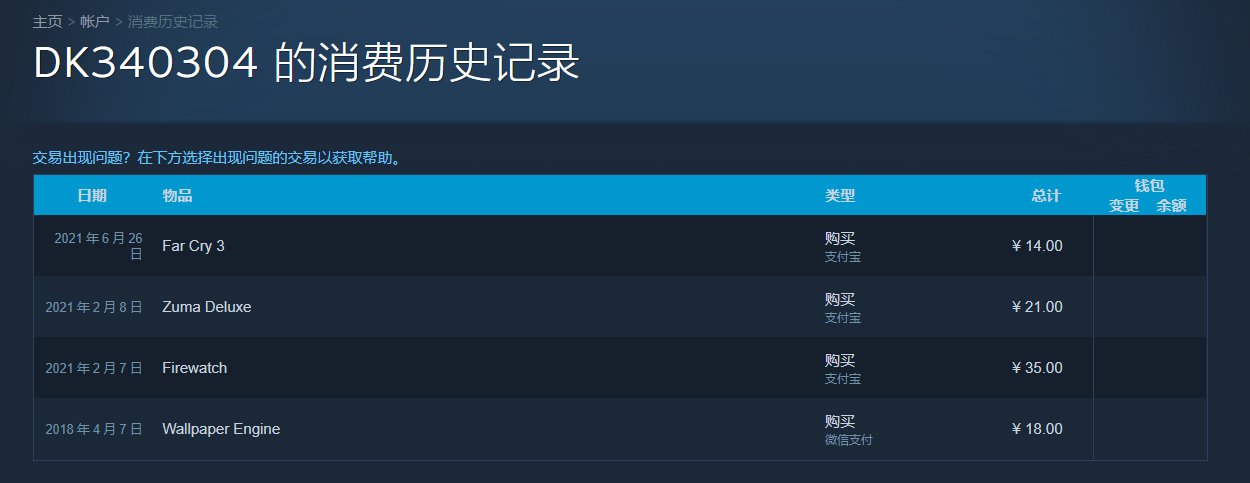 主页 > 帐户 > 消费历史记录
DK340304 的消费历史记录
交易出现问题？在下方选择出现问题的交易以获取帮助。
日期 物品 类型 总计 钱包
变更 余额
2021 年 6 月 26 日 Far Cry 3 购买 ¥ 14.00
支付宝
2021 年 2 月 8 日 Zuma Deluxe 购买 ¥ 21.00
支付宝
2021 年 2 月 7 日 Firewatch 购买 ¥ 35.00
支付宝
2018 年 4 月 7 日 Wallpaper Engine 购买 ¥ 18.00
微信支付